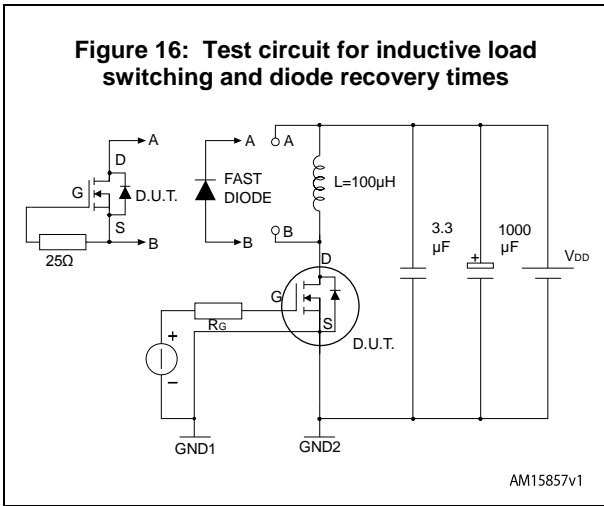 Figure 16: Test circuit for inductive load
switching and diode recovery times
A
D
G
D.U.T.
S
B
25Ω
A
FAST
DIODE
B
A
L=100µH
B
D
G
RG
S
D.U.T.
+
−
GND1
GND2
3.3
µF
+
1000
µF
VDD
AM15857v1